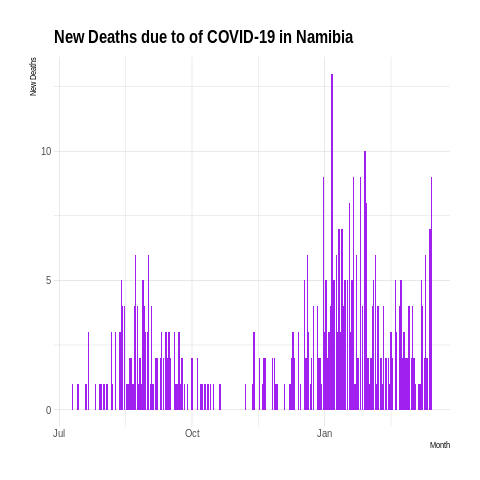 New Deaths due to of COVID-19 in Namibia
New Deaths
10
5
0
Jul Oct Jan
Month